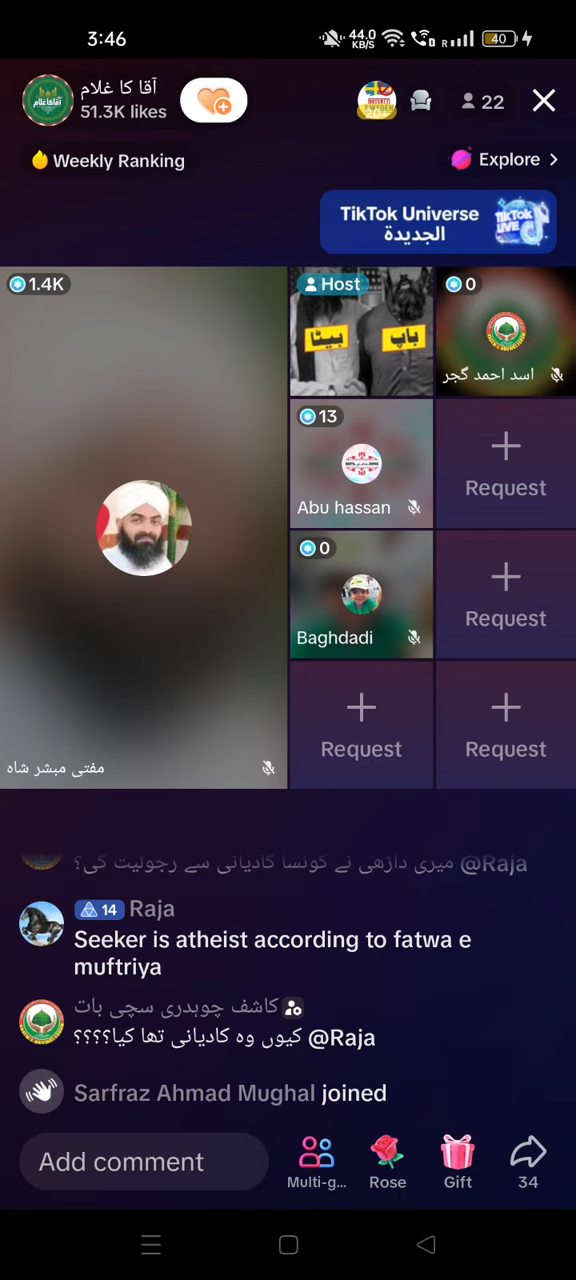 3:46
44.0
KB/S
R
40
آقا کا غلام
51.3K likes
22
Weekly Ranking
Explore
TikTok Universe
الجديدة
TikTok
LIVE
1.4K
مفتی مبشر شاہ
Host
بیٹا
باپ
0
اسد احمد گجر
13
Abu hassan
Request
0
Baghdadi
Request
Request
Request
@Raja میری داڑھی نے کونسا کادیانی سے رجولیت کی؟
14 Raja
Seeker is atheist according to fatwa e
muftriya
کاشف چوہدری سچی بات
@Raja کیوں وہ کادیانی تھا کیا؟؟؟؟
Sarfraz Ahmad Mughal joined
Add comment
Multi-g...
Rose
Gift
34